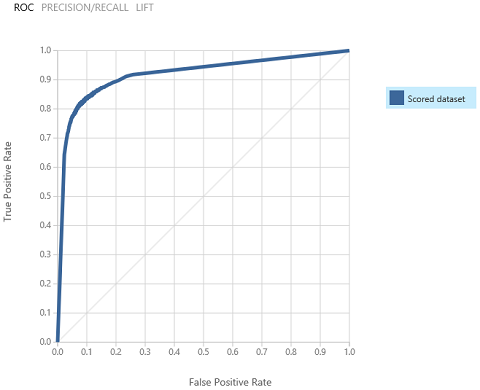 ROC PRECISION/RECALL LIFT
1.0
0.9
0.8
0.7
0.6
0.5
0.4
0.3
0.2
0.1
0.0
True Positive Rate
0.0 0.1 0.2 0.3 0.4 0.5 0.6 0.7 0.8 0.9 1.0
False Positive Rate
Scored dataset